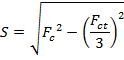 S = √(F_c² − (F_ct/3)²)